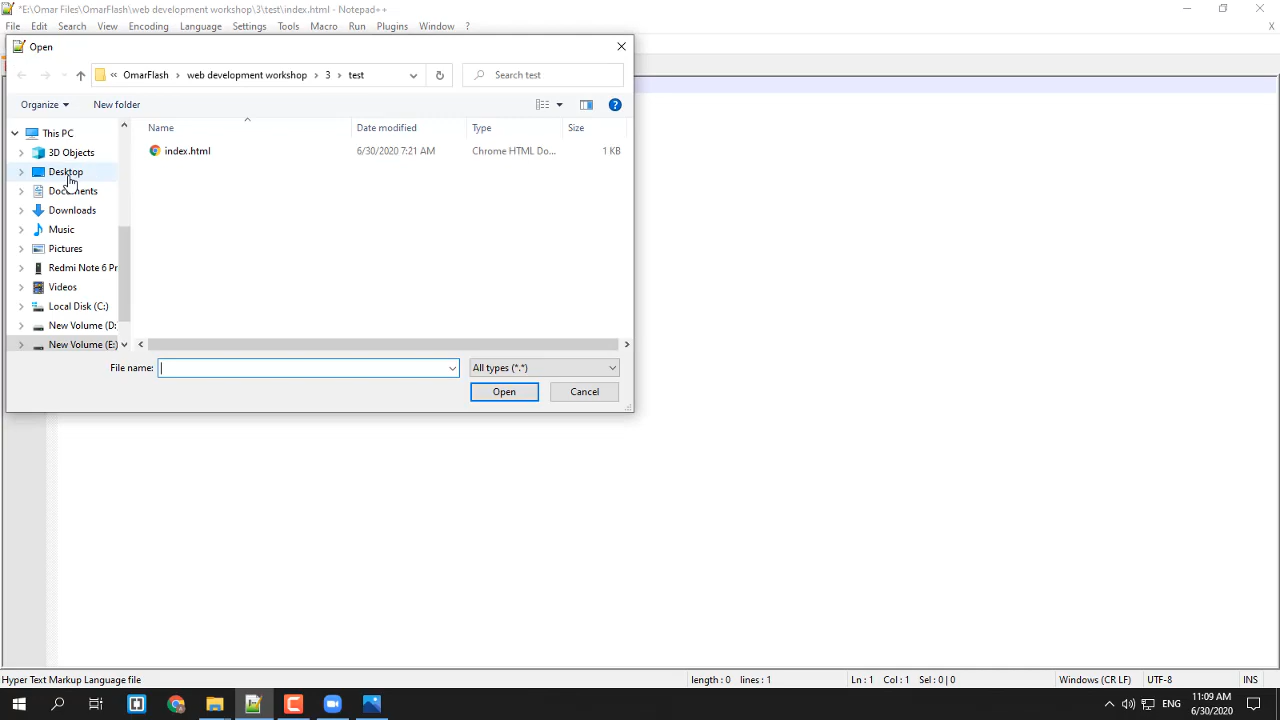 *E:\Omar Files\OmarFlash\web development workshop\3\test\index.html - Notepad++
File Edit Search View Encoding Language Settings Tools Macro Run Plugins Window ?
X
Open
« OmarFlash › web development workshop › 3 › test
Search test
Organize
New folder
Name
Date modified
Type
Size
This PC
3D Objects
Desktop
Documents
Downloads
Music
Pictures
Redmi Note 6 Pr
Videos
Local Disk (C:)
New Volume (D:
New Volume (E:)
index.html
6/30/2020 7:21 AM
Chrome HTML Do...
1 KB
File name:
All types (*.*)
Open
Cancel
Hyper Text Markup Language file
length : 0 lines : 1
Ln : 1 Col : 1 Sel : 0 | 0
Windows (CR LF)
UTF-8
INS
ENG
11:09 AM
6/30/2020